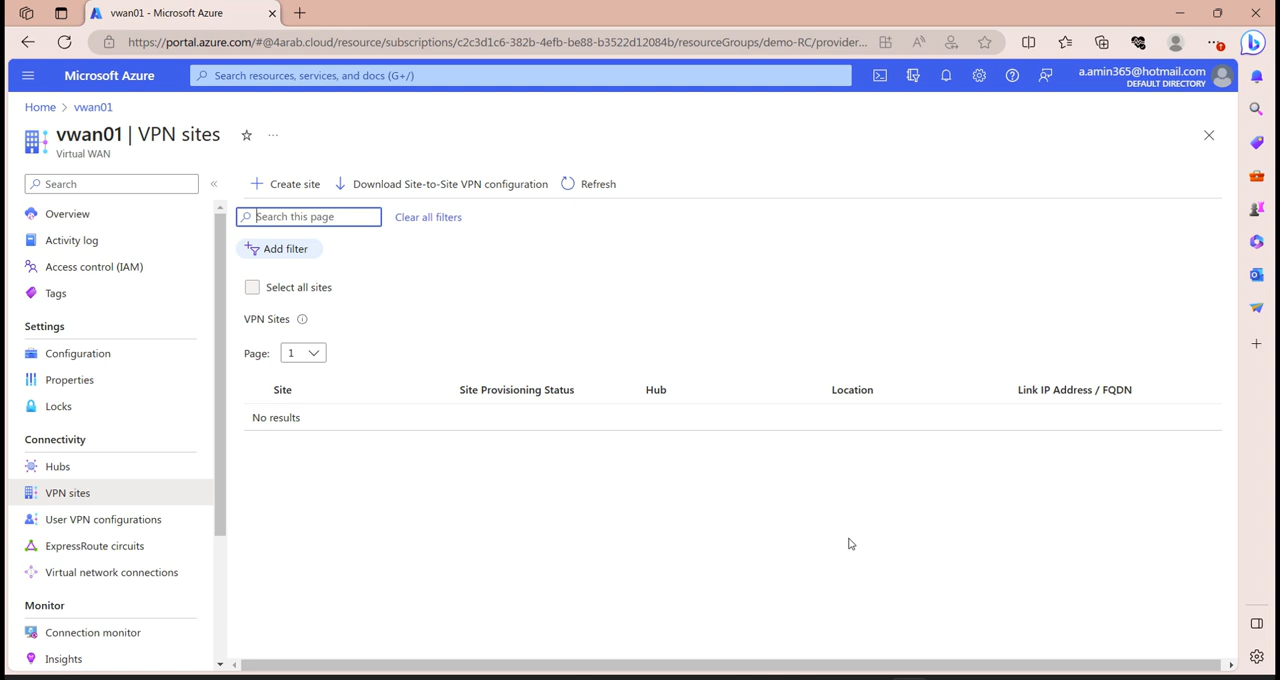 vwan01 - Microsoft Azure
https://portal.azure.com/#@4arab.cloud/resource/subscriptions/c2c3d1c6-382b-4efb-be88-b3522d12084b/resourceGroups/demo-RC/provider...
Microsoft Azure
Search resources, services, and docs (G+/)
a.amin365@hotmail.com
DEFAULT DIRECTORY
Home > vwan01
vwan01 | VPN sites
Virtual WAN
Search
Create site
Download Site-to-Site VPN configuration
Refresh
Search this page
Clear all filters
Add filter
Select all sites
VPN Sites
Page: 1
Site Site Provisioning Status Hub Location Link IP Address / FQDN
No results
Overview
Activity log
Access control (IAM)
Tags
Settings
Configuration
Properties
Locks
Connectivity
Hubs
VPN sites
User VPN configurations
ExpressRoute circuits
Virtual network connections
Monitor
Connection monitor
Insights